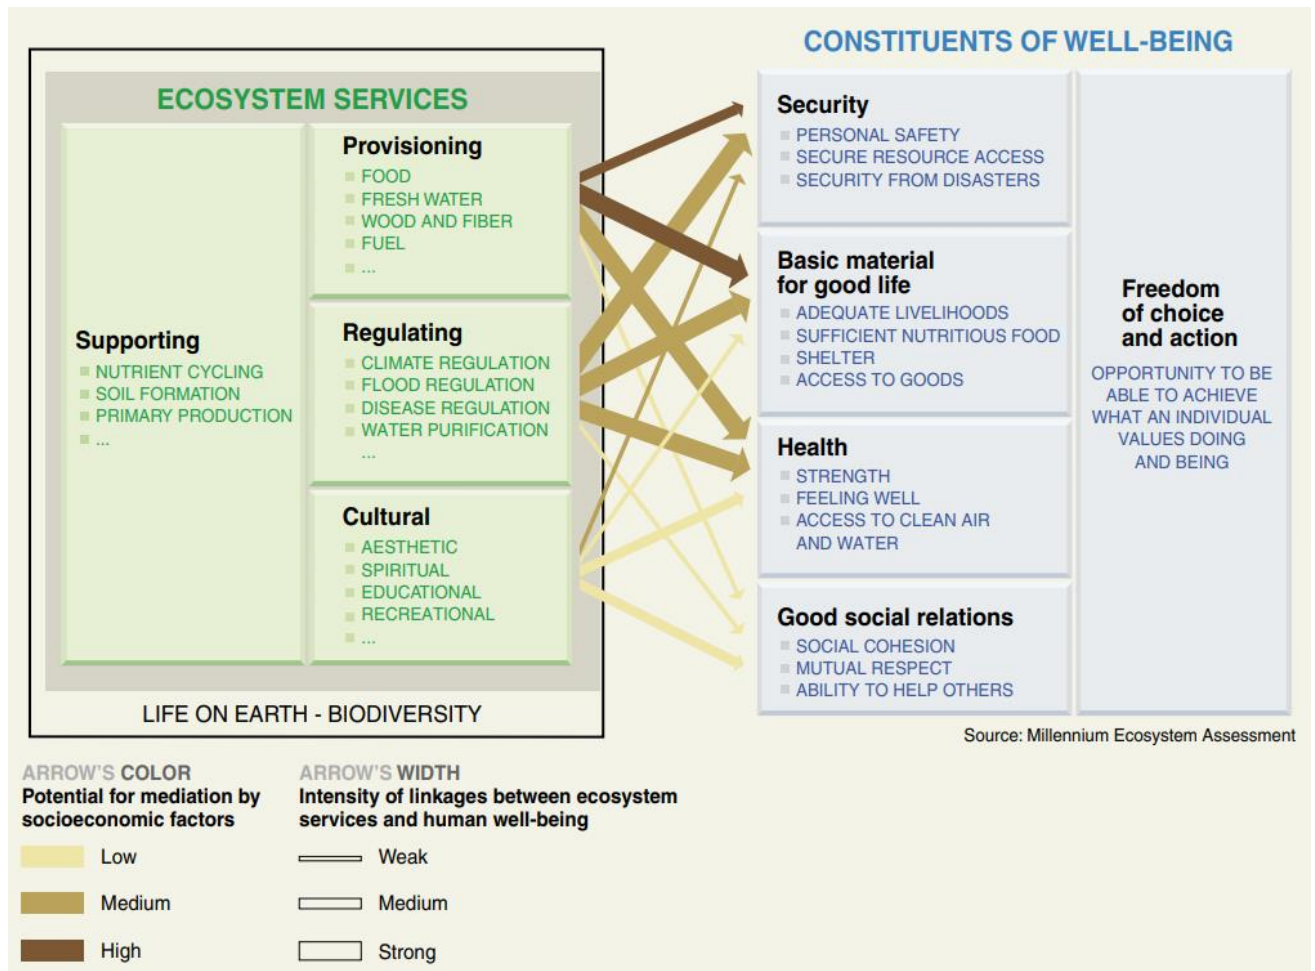 CONSTITUENTS OF WELL-BEING
ECOSYSTEM SERVICES
Supporting
NUTRIENT CYCLING
SOIL FORMATION
PRIMARY PRODUCTION
...
Provisioning
FOOD
FRESH WATER
WOOD AND FIBER
FUEL
...
Regulating
CLIMATE REGULATION
FLOOD REGULATION
DISEASE REGULATION
WATER PURIFICATION
...
Cultural
AESTHETIC
SPIRITUAL
EDUCATIONAL
RECREATIONAL
...
LIFE ON EARTH - BIODIVERSITY
Security
PERSONAL SAFETY
SECURE RESOURCE ACCESS
SECURITY FROM DISASTERS
Basic material
for good life
ADEQUATE LIVELIHOODS
SUFFICIENT NUTRITIOUS FOOD
SHELTER
ACCESS TO GOODS
Health
STRENGTH
FEELING WELL
ACCESS TO CLEAN AIR
AND WATER
Good social relations
SOCIAL COHESION
MUTUAL RESPECT
ABILITY TO HELP OTHERS
Freedom
of choice
and action
OPPORTUNITY TO BE
ABLE TO ACHIEVE
WHAT AN INDIVIDUAL
VALUES DOING
AND BEING
Source: Millennium Ecosystem Assessment
ARROW'S COLOR
Potential for mediation by
socioeconomic factors
Low
Medium
High
ARROW'S WIDTH
Intensity of linkages between ecosystem
services and human well-being
Weak
Medium
Strong